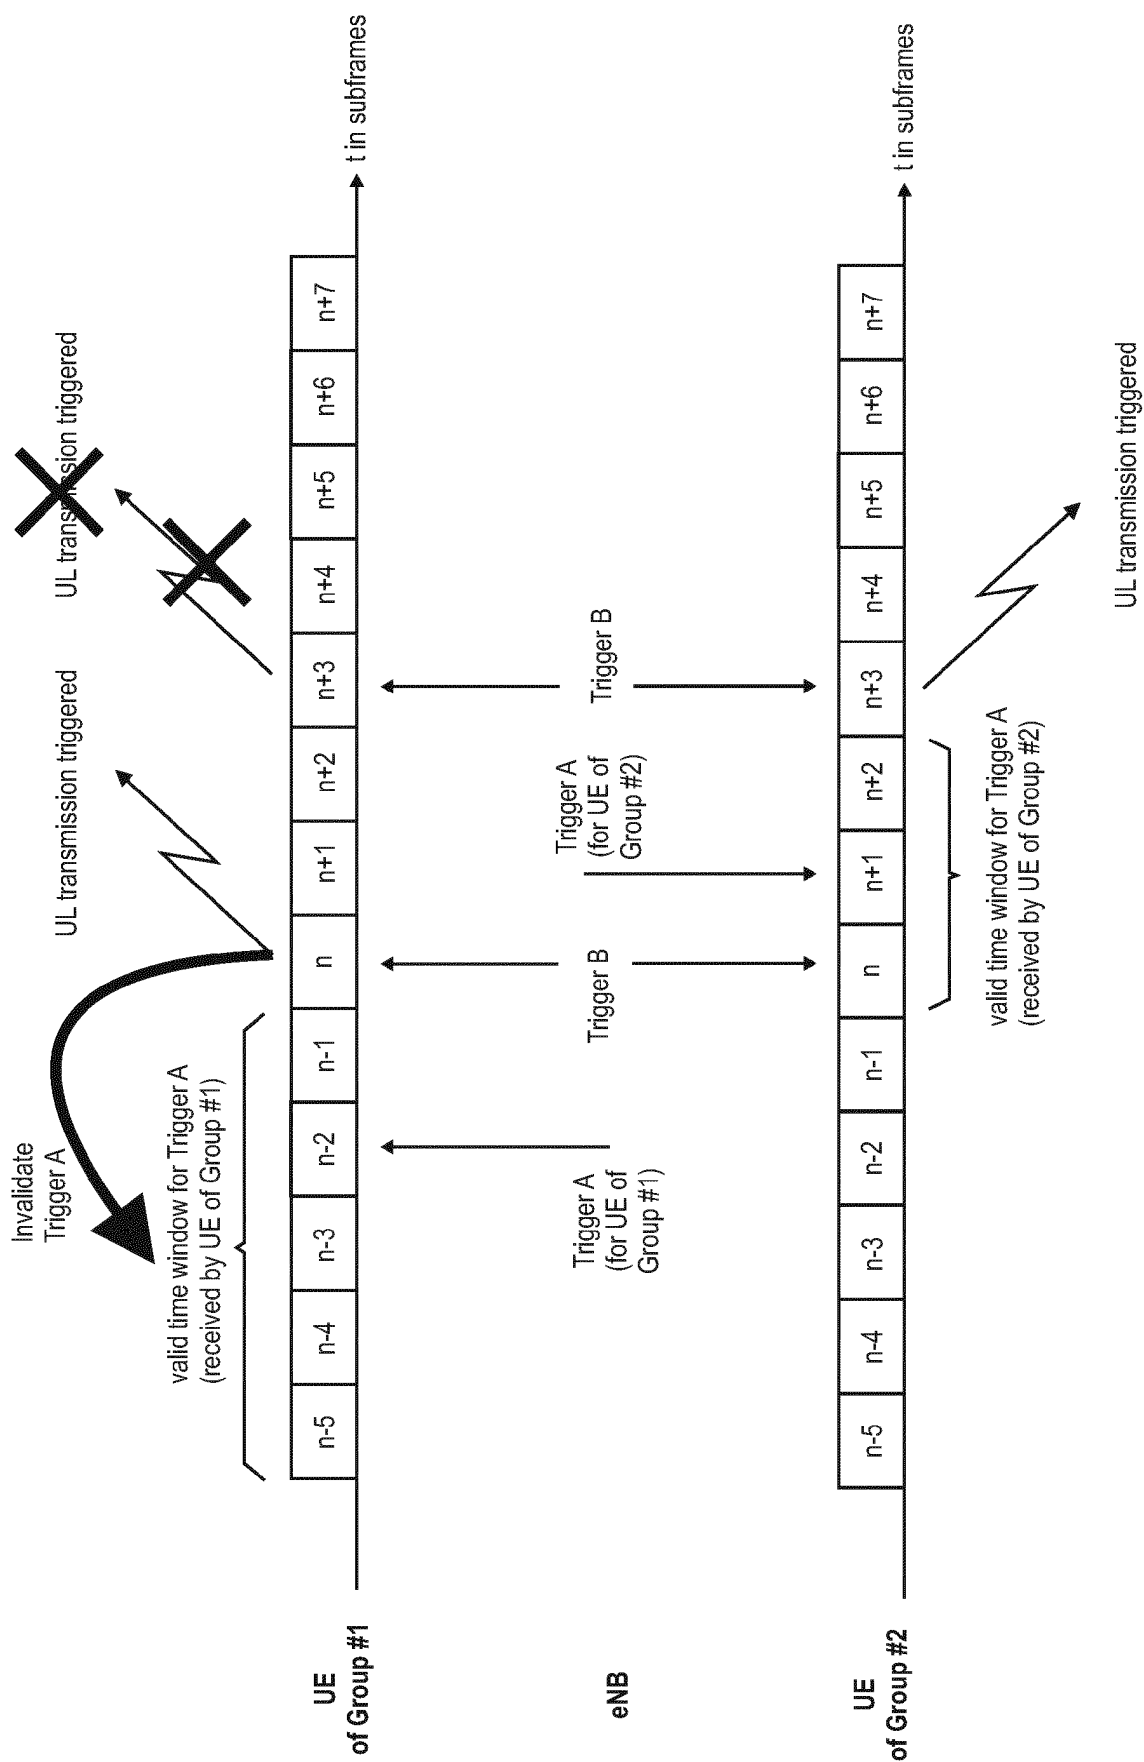 Invalidate
Trigger A
UL transmission triggered
UL transmission triggered
valid time window for Trigger A
(received by UE of Group #1)
UE
of Group #1
n-5
n-4
n-3
n-2
n-1
n
n+1
n+2
n+3
n+4
n+5
n+6
n+7
t in subframes
eNB
Trigger A
(for UE of
Group #1)
Trigger B
Trigger A
(for UE of
Group #2)
Trigger B
UE
of Group #2
n-5
n-4
n-3
n-2
n-1
n
n+1
n+2
n+3
n+4
n+5
n+6
n+7
t in subframes
valid time window for Trigger A
(received by UE of Group #2)
UL transmission triggered